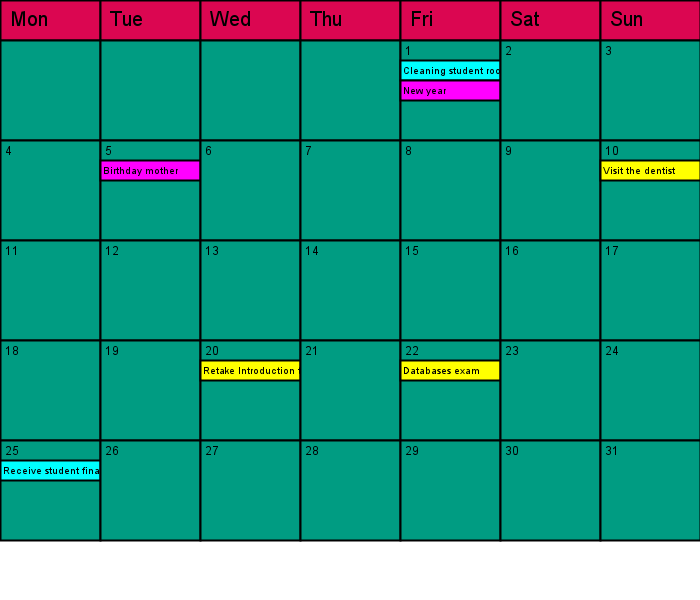 Mon Tue Wed Thu Fri Sat Sun
1 2 3
Cleaning student roo
New year
4 5 6 7 8 9 10
Birthday mother Visit the dentist
11 12 13 14 15 16 17
18 19 20 21 22 23 24
Retake Introduction Databases exam
25 26 27 28 29 30 31
Receive student fina